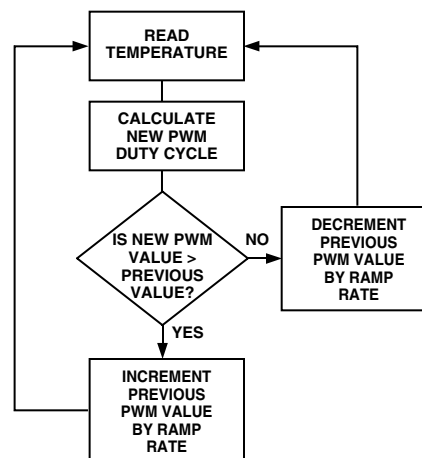 READ
TEMPERATURE
CALCULATE
NEW PWM
DUTY CYCLE
IS NEW PWM
VALUE >
PREVIOUS
VALUE?
NO
DECREMENT
PREVIOUS
PWM VALUE
BY RAMP
RATE
YES
INCREMENT
PREVIOUS
PWM VALUE
BY RAMP
RATE